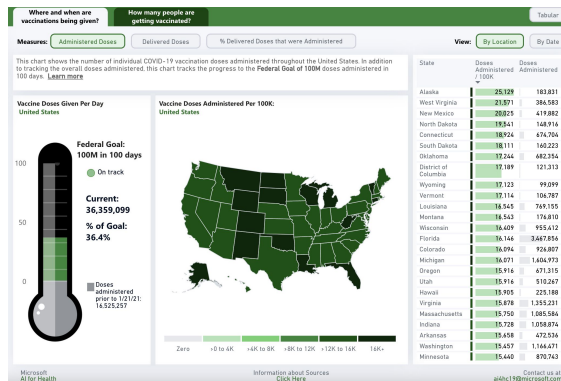 Where and when are
vaccinations being given?
How many people are
getting vaccinated?
Tabular
Measures:
Administered Doses
Delivered Doses
% Delivered Doses that were Administered
View:
By Location
By Date
This chart shows the number of individual COVID-19 vaccination doses administered throughout the United States. In addition
to tracking the overall doses administered, this chart tracks the progress to the Federal Goal of 100M doses administered in
100 days. Learn more
Vaccine Doses Given Per Day
United States
Federal Goal:
100M in 100 days
On track
Current:
36,359,099
% of Goal:
36.4%
Doses
administered
prior to 1/21/21:
16,525,257
100
50
0
Vaccine Doses Administered Per 100K:
United States
Zero
>0 to 4K
>4K to 8K
>8K to 12K
>12K to 16K
16K+
State
Doses
Administered
/ 100K
Doses
Administered
Alaska 25,129 183,831
West Virginia 21,571 386,583
New Mexico 20,025 419,882
North Dakota 19,541 148,916
Connecticut 18,924 674,704
South Dakota 18,111 160,223
Oklahoma 17,244 682,354
District of
Columbia 17,189 121,313
Wyoming 17,123 99,099
Vermont 17,114 106,787
Louisiana 16,545 769,155
Montana 16,543 176,810
Wisconsin 16,409 955,412
Florida 16,146 3,467,856
Colorado 16,094 926,807
Michigan 16,071 1,604,973
Oregon 15,916 671,315
Utah 15,916 510,267
Hawaii 15,905 225,188
Virginia 15,878 1,355,231
Massachusetts 15,750 1,085,584
Indiana 15,728 1,058,874
Arkansas 15,658 472,536
Washington 15,457 1,166,471
Minnesota 15,440 870,743
Microsoft
AI for Health
Information about Sources
Click Here
Contact us at
ai4hc19@microsoft.com